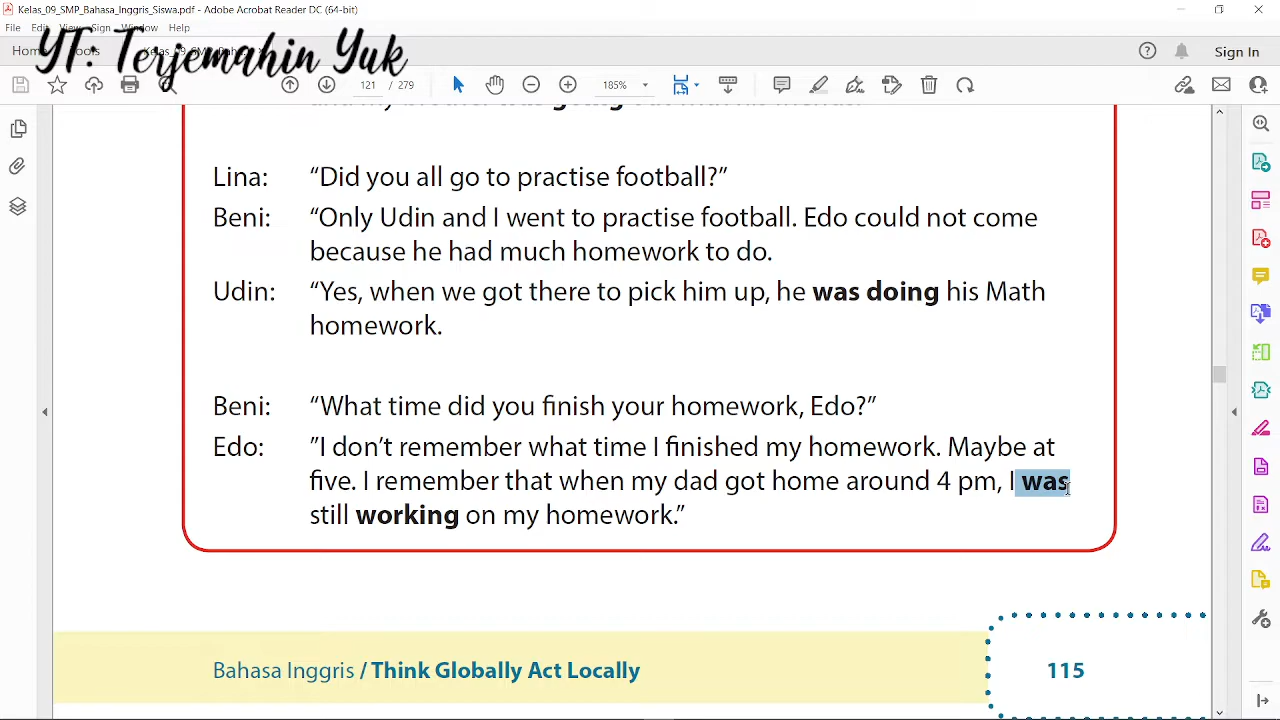 Kelas_09_SMP_Bahasa_Inggris_Siswa.pdf - Adobe Acrobat Reader DC (64-bit)
File Edit View Sign Window Help
YT: Terjemahin Yuk
Sign In
121 / 279
185%
Lina: “Did you all go to practise football?”
Beni: “Only Udin and I went to practise football. Edo could not come
because he had much homework to do.
Udin: “Yes, when we got there to pick him up, he was doing his Math
homework.
Beni: “What time did you finish your homework, Edo?”
Edo: ”I don’t remember what time I finished my homework. Maybe at
five. I remember that when my dad got home around 4 pm, I was
still working on my homework.”
Bahasa Inggris / Think Globally Act Locally
115